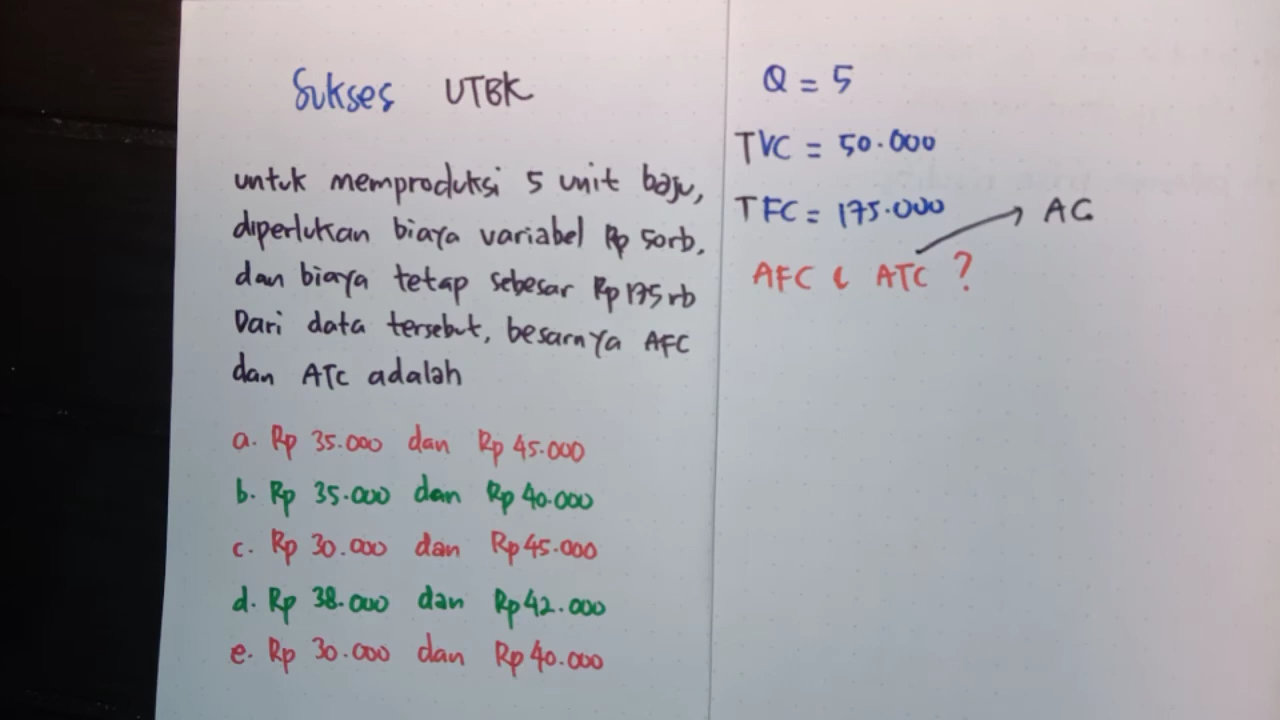 Sukses UTBK
untuk memproduksi 5 unit baju,
diperlukan biaya variabel Rp 50rb,
dan biaya tetap sebesar Rp 175rb
Dari data tersebut, besarnya AFC
dan ATC adalah
a. Rp 35.000 dan Rp 45.000
b. Rp 35.000 dan Rp 40.000
c. Rp 30.000 dan Rp 45.000
d. Rp 38.000 dan Rp 42.000
e. Rp 30.000 dan Rp 40.000
Q = 5
TVC = 50.000
TFC = 175.000
AC
AFC & ATC ?